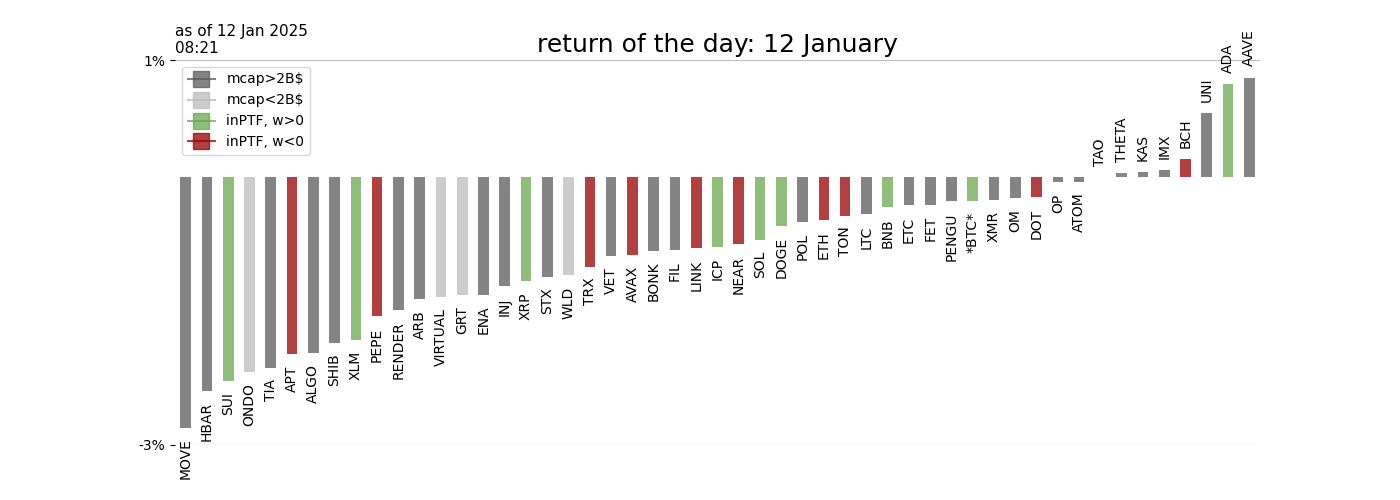 as of 12 Jan 2025
08:21
return of the day: 12 January
1%
mcap>2B$
mcap<2B$
inPTF, w>0
inPTF, w<0
-3%
MOVE
HBAR
SUI
ONDO
TIA
APT
ALGO
SHIB
XLM
PEPE
RENDER
ARB
VIRTUAL
GRT
ENA
INJ
XRP
STX
WLD
TRX
VET
AVAX
BONK
FIL
LINK
ICP
NEAR
SOL
DOGE
POL
ETH
TON
LTC
BNB
ETC
FET
PENGU
*BTC*
XMR
OM
DOT
OP
ATOM
TAO
THETA
KAS
IMX
BCH
UNI
ADA
AAVE